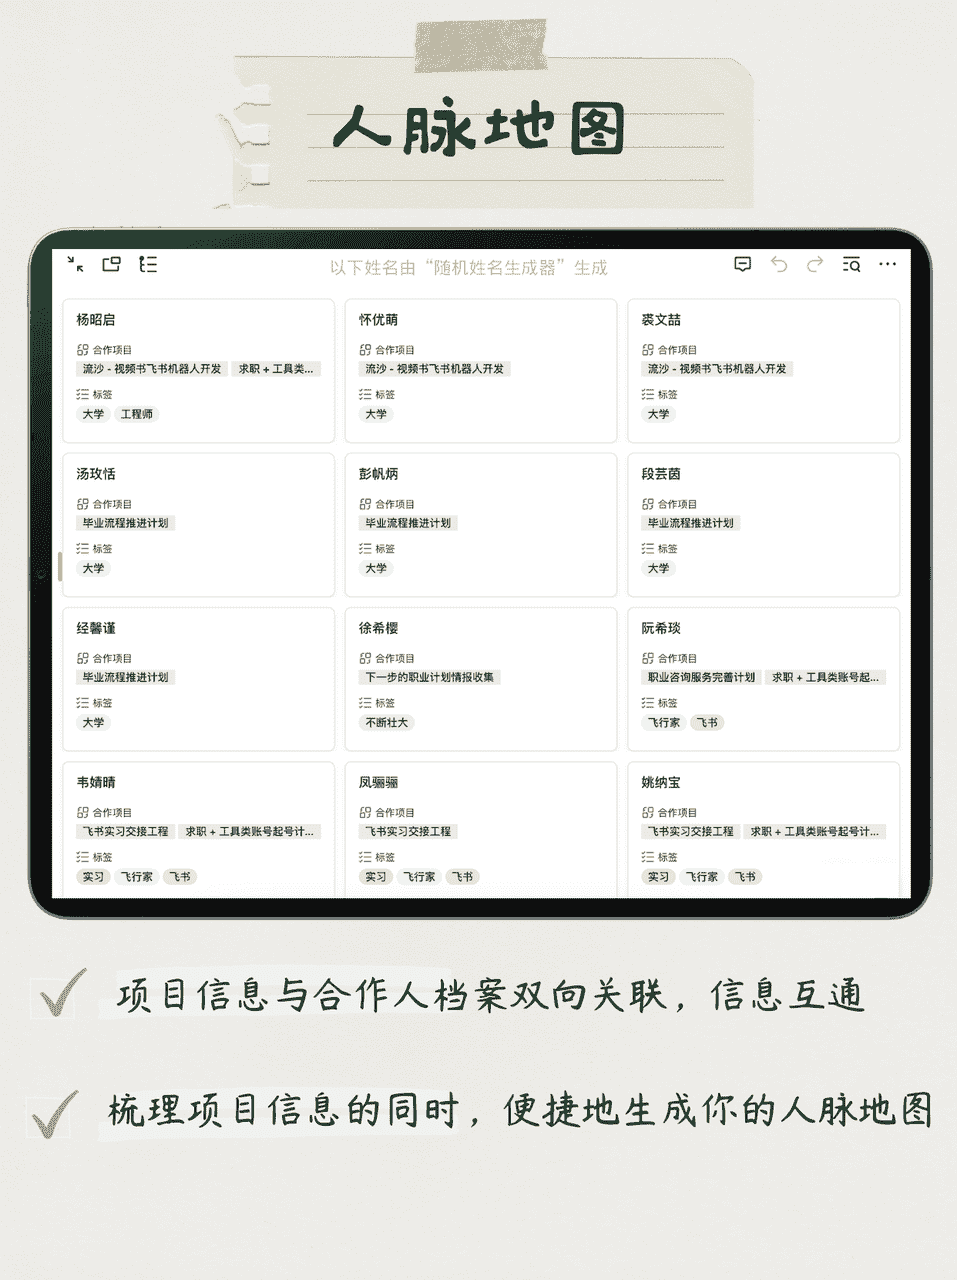 人脉地图
以下姓名由“随机姓名生成器”生成
杨昭启
合作项目
流沙 - 视频书飞书机器人开发 求职 + 工具类...
标签
大学 工程师
怀优萌
合作项目
流沙 - 视频书飞书机器人开发
标签
大学
裘文喆
合作项目
流沙 - 视频书飞书机器人开发
标签
大学
汤玫恬
合作项目
毕业流程推进计划
标签
大学
彭帆炳
合作项目
毕业流程推进计划
标签
大学
段芸茵
合作项目
毕业流程推进计划
标签
大学
经馨谨
合作项目
毕业流程推进计划
标签
大学
徐希樱
合作项目
下一步的职业计划情报收集
标签
不断壮大
阮希琰
合作项目
职业咨询服务完善计划 求职 + 工具类账号起...
标签
飞行家 飞书
韦婧晴
合作项目
飞书实习交接工程 求职 + 工具类账号起号计...
标签
实习 飞行家 飞书
凤骊骊
合作项目
飞书实习交接工程
标签
实习 飞行家 飞书
姚纳宝
合作项目
飞书实习交接工程 求职 + 工具类账号起号计...
标签
实习 飞行家 飞书
项目信息与合作人档案双向关联，信息互通
梳理项目信息的同时，便捷地生成你的人脉地图